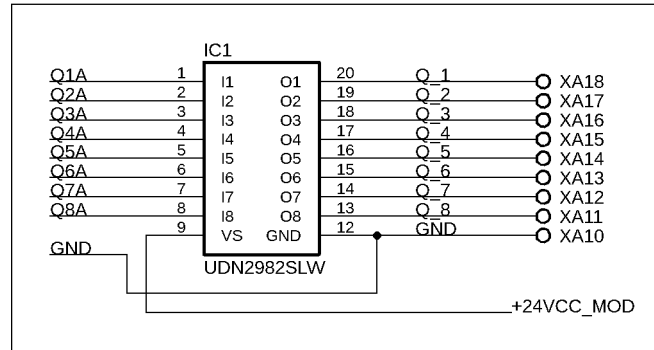 IC1
Q1A 1 I1 O1 20 Q_1 XA18
Q2A 2 I2 O2 19 Q_2 XA17
Q3A 3 I3 O3 18 Q_3 XA16
Q4A 4 I4 O4 17 Q_4 XA15
Q5A 5 I5 O5 16 Q_5 XA14
Q6A 6 I6 O6 15 Q_6 XA13
Q7A 7 I7 O7 14 Q_7 XA12
Q8A 8 I8 O8 13 Q_8 XA11
9 VS GND 12 GND XA10
GND
UDN2982SLW
+24VCC_MOD